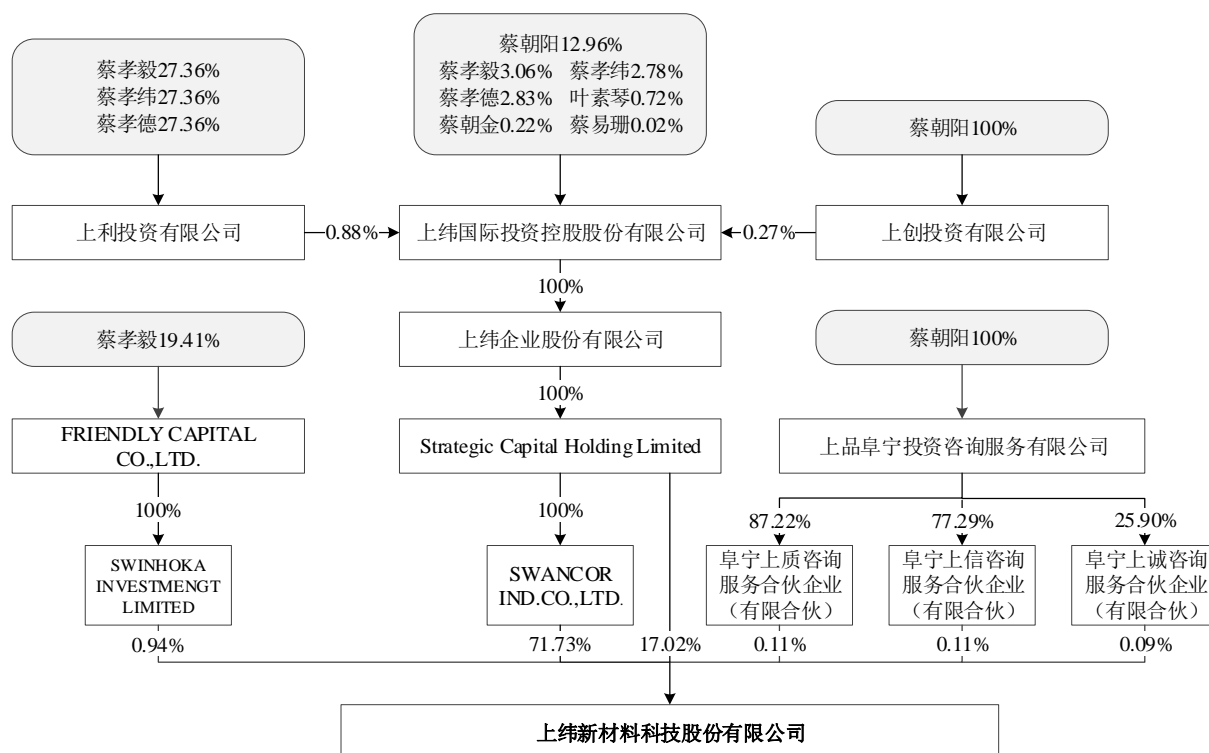 蔡孝毅27.36%
蔡孝纬27.36%
蔡孝德27.36%
蔡朝阳12.96%
蔡孝毅3.06% 蔡孝纬2.78%
蔡孝德2.83% 叶素琴0.72%
蔡朝金0.22% 蔡易珊0.02%
蔡朝阳100%
上利投资有限公司
0.88%
上纬国际投资控股股份有限公司
0.27%
上创投资有限公司
100%
蔡孝毅19.41%
上纬企业股份有限公司
蔡朝阳100%
100%
FRIENDLY CAPITAL
CO.,LTD.
Strategic Capital Holding Limited
上品阜宁投资咨询服务有限公司
100%
100%
87.22%
77.29%
25.90%
SWINHOKA
INVESTMENGT
LIMITED
SWANCOR
IND.CO.,LTD.
阜宁上质咨询
服务合伙企业
（有限合伙）
阜宁上信咨询
服务合伙企业
（有限合伙）
阜宁上诚咨询
服务合伙企业
（有限合伙）
0.94%
71.73%
17.02%
0.11%
0.11%
0.09%
上纬新材料科技股份有限公司